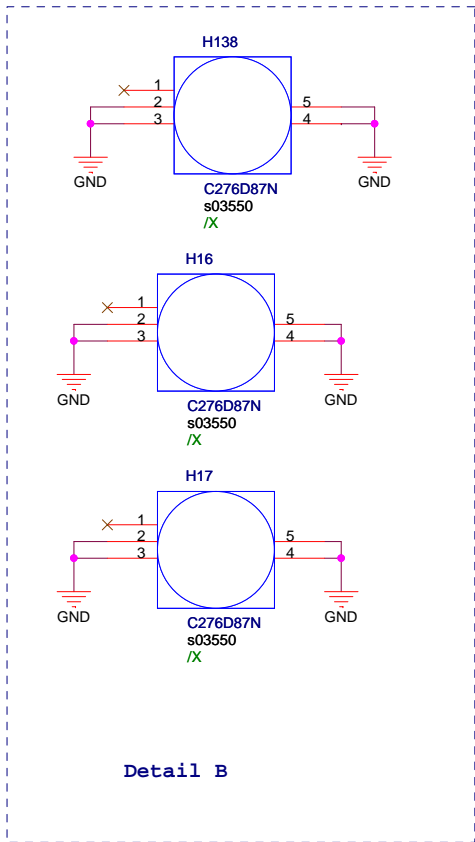 H138
1
2
3
5
4
GND
GND
C276D87N
s03550
/X
H16
1
2
3
5
4
GND
GND
C276D87N
s03550
/X
H17
1
2
3
5
4
GND
GND
C276D87N
s03550
/X
Detail B